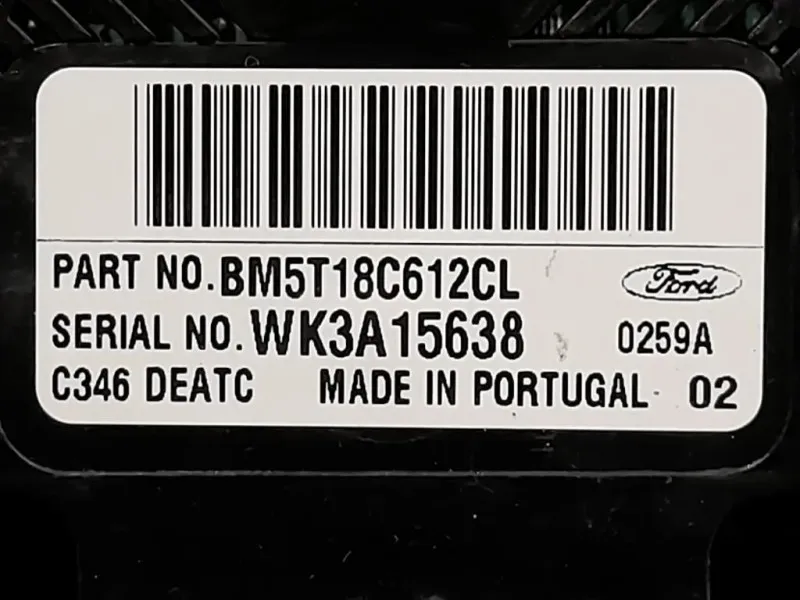 PART NO. BM5T18C612CL Ford
SERIAL NO. WK3A15638 0259A
C346 DEATC MADE IN PORTUGAL 02